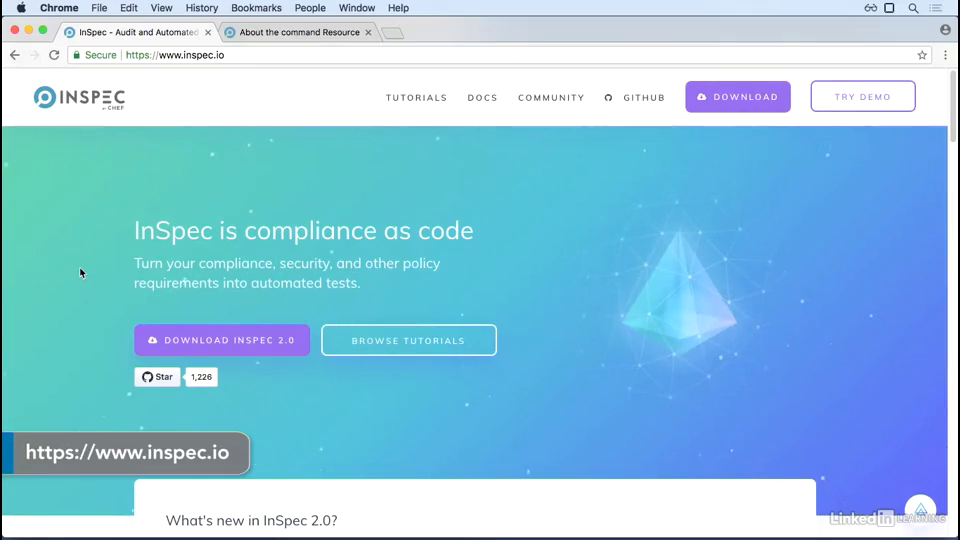 Chrome File Edit View History Bookmarks People Window Help
InSpec - Audit and Automated
About the command Resource
Secure https://www.inspec.io
INSPEC
BY CHEF
TUTORIALS DOCS COMMUNITY GITHUB DOWNLOAD TRY DEMO
InSpec is compliance as code
Turn your compliance, security, and other policy
requirements into automated tests.
DOWNLOAD INSPEC 2.0 BROWSE TUTORIALS
Star 1,226
https://www.inspec.io
What's new in InSpec 2.0?
Linkedin LEARNING